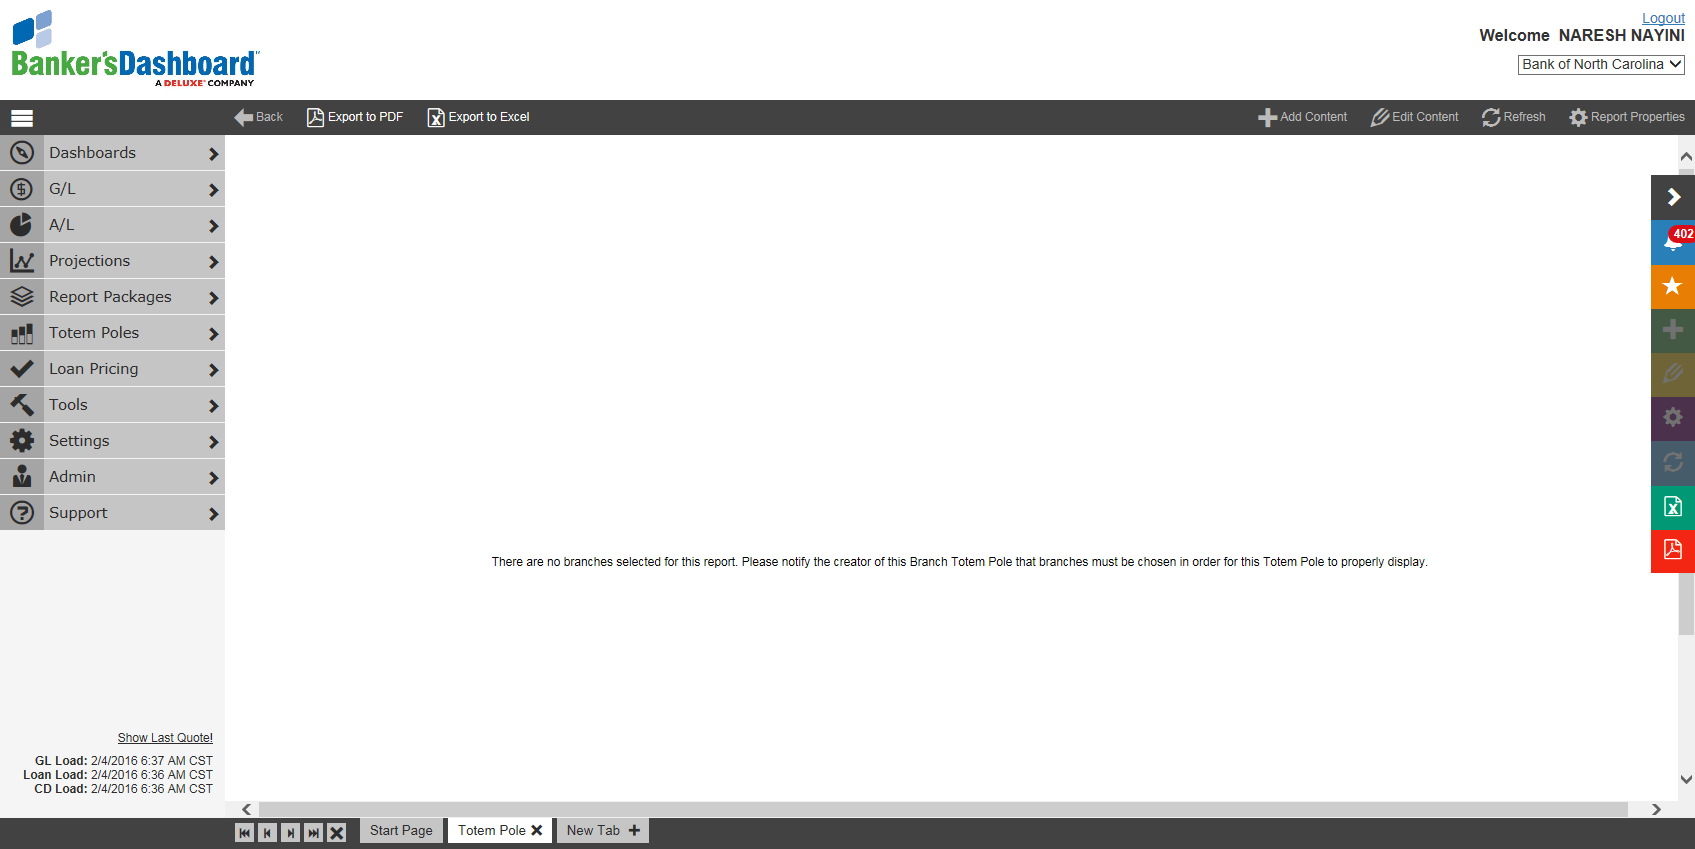 Logout
Welcome NARESH NAYINI
Banker'sDashboard
A DELUXE COMPANY
Bank of North Carolina
Back
Export to PDF
Export to Excel
Add Content
Edit Content
Refresh
Report Properties
Dashboards
G/L
A/L
Projections
Report Packages
Totem Poles
Loan Pricing
Tools
Settings
Admin
Support
402
There are no branches selected for this report. Please notify the creator of this Branch Totem Pole that branches must be chosen in order for this Totem Pole to properly display.
Show Last Quote!
GL Load: 2/4/2016 6:37 AM CST
Loan Load: 2/4/2016 6:36 AM CST
CD Load: 2/4/2016 6:36 AM CST
Start Page
Totem Pole
New Tab